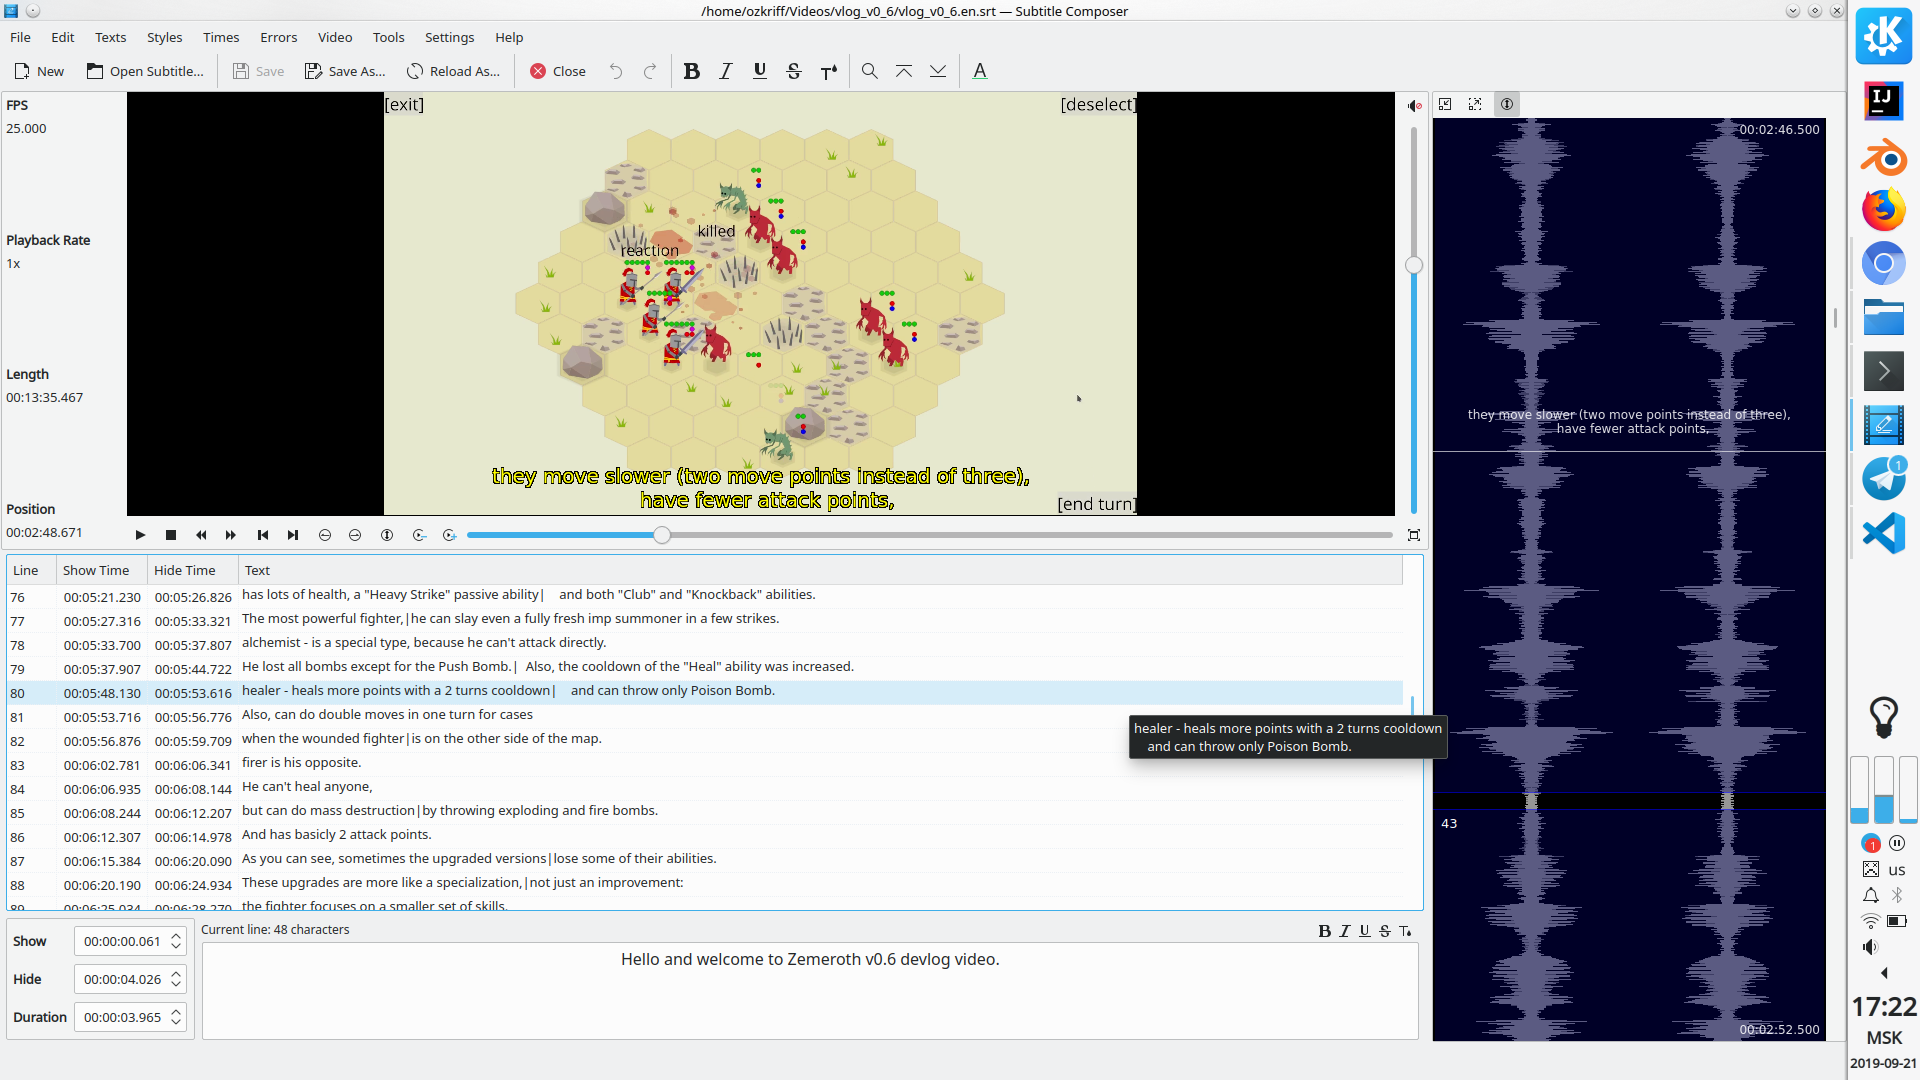 /home/ozkriff/Videos/vlog_v0_6/vlog_v0_6.en.srt — Subtitle Composer
File Edit Texts Styles Times Errors Video Tools Settings Help
New Open Subtitle... Save Save As... Reload As... Close B I U S T A
FPS
25.000
Playback Rate
1x
Length
00:13:35.467
Position
00:02:48.671
[exit]
[deselect]
killed
reaction
they move slower (two move points instead of three),
have fewer attack points,
[end turn]
00:02:46.500
they move slower (two move points instead of three),
have fewer attack points,
43
00:02:52.500
Line Show Time Hide Time Text
76 00:05:21.230 00:05:26.826 has lots of health, a "Heavy Strike" passive ability| and both "Club" and "Knockback" abilities.
77 00:05:27.316 00:05:33.321 The most powerful fighter,|he can slay even a fully fresh imp summoner in a few strikes.
78 00:05:33.700 00:05:37.807 alchemist - is a special type, because he can't attack directly.
79 00:05:37.907 00:05:44.722 He lost all bombs except for the Push Bomb.| Also, the cooldown of the "Heal" ability was increased.
80 00:05:48.130 00:05:53.616 healer - heals more points with a 2 turns cooldown| and can throw only Poison Bomb.
81 00:05:53.716 00:05:56.776 Also, can do double moves in one turn for cases
82 00:05:56.876 00:05:59.709 when the wounded fighter|is on the other side of the map.
83 00:06:02.781 00:06:06.341 firer is his opposite.
84 00:06:06.935 00:06:08.144 He can't heal anyone,
85 00:06:08.244 00:06:12.207 but can do mass destruction|by throwing exploding and fire bombs.
86 00:06:12.307 00:06:14.978 And has basicly 2 attack points.
87 00:06:15.384 00:06:20.090 As you can see, sometimes the upgraded versions|lose some of their abilities.
88 00:06:20.190 00:06:24.934 These upgrades are more like a specialization,|not just an improvement:
89 00:06:25.034 00:06:28.270 the fighter focuses on a smaller set of skills.
healer - heals more points with a 2 turns cooldown
and can throw only Poison Bomb.
Show 00:00:00.061
Hide 00:00:04.026
Duration 00:00:03.965
Current line: 48 characters
B I U S T
Hello and welcome to Zemeroth v0.6 devlog video.
IJ
1
1
us
17:22
MSK
2019-09-21